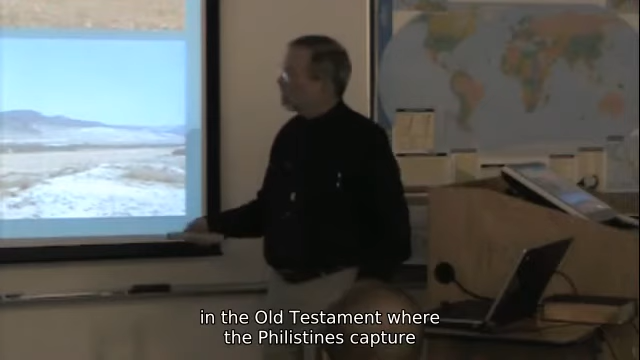 in the Old Testament where
the Philistines capture